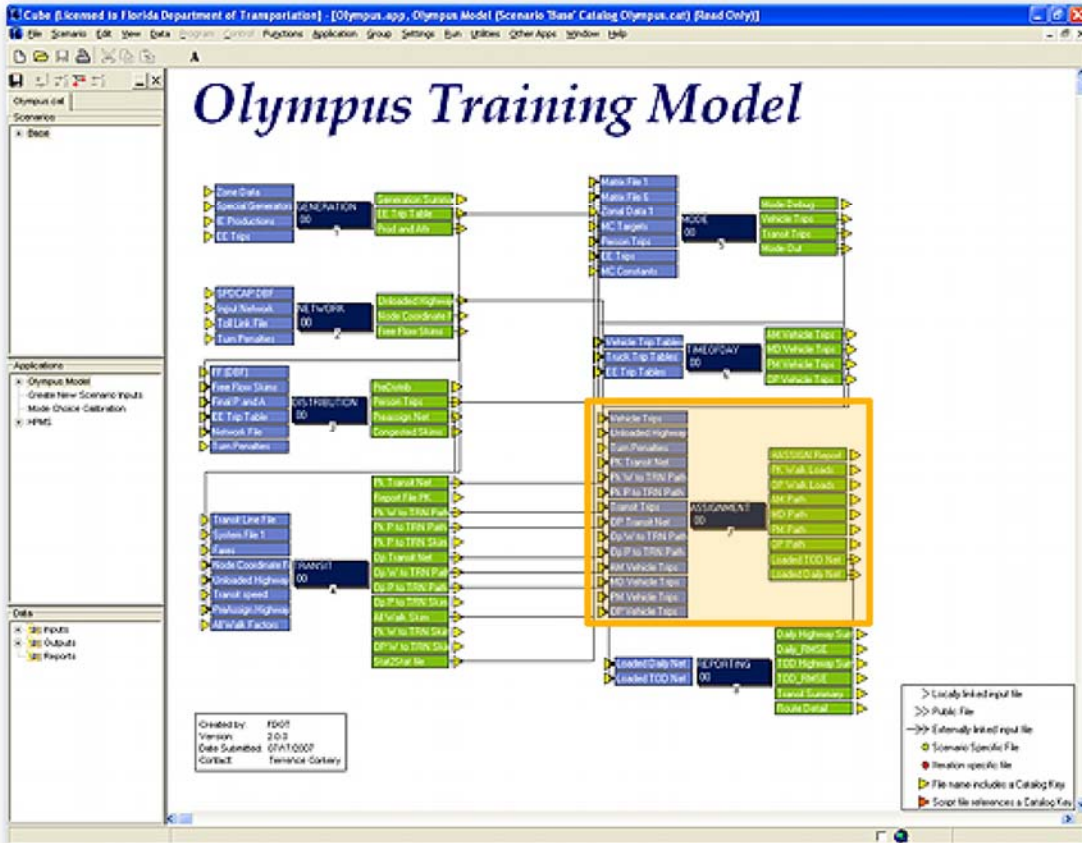 Cube (Licensed to Florida Department of Transportation) - [Olympus.app, Olympus Model (Scenario 'Base' Catalog Olympus.cat) (Read Only)]
File Scenario Edit View Data Program Control Functions Application Group Settings Run Utilities Other Apps Window Help
A
Olympus.cat
Scenarios
Base
Applications
Olympus Model
Create New Scenario Inputs
Mode Choice Calibration
HPMS
Data
Inputs
Outputs
Reports
Olympus Training Model
Zone Data
Special Generators
IE Productions
EE Trips
GENERATION
00
1
Generation Summa
EE Trip Table
Prod and Attr
SPDCAP.DBF
Input Network
Toll Link File
Turn Penalties
NETWORK
00
2
Unloaded Highway
Node Coordinate F
Free Flow Skims
FF (DBF)
Free Flow Skims
Final P and A
EE Trip Table
Network File
Turn Penalties
DISTRIBUTION
00
3
PreDistrib
Person Trips
Preassign Net
Congested Skims
Transit Line File
System File 1
Fares
Node Coordinate F
Unloaded Highway
Transit speed
PreAssign Highway
All Walk Factors
TRANSIT
00
4
Pk Transit Net
Report File PK
Pk W to TRN Path
Pk P to TRN Path
Pk P to TRN Skim
Op Transit Net
Op W to TRN Path
Op P to TRN Path
Op P to TRN Skim
All Walk Skim
Pk W to TRN Skim
OP W to TRN Skim
Stat2Stat file
Matrix File 1
Matrix File 6
Zonal Data 1
MC Targets
Person Trips
EE Trips
MC Constants
MODE
00
5
Mode Debug
Vehicle Trips
Transit Trips
Mode Out
Vehicle Trip Tables
Truck Trip Tables
EE Trip Tables
TIMEOFDAY
00
6
AM Vehicle Trips
MD Vehicle Trips
PM Vehicle Trips
OP Vehicle Trips
Vehicle Trips
Unloaded Highway
Turn Penalties
PK Transit Net
Pk W to TRN Path
Pk P to TRN Path
Transit Trips
OP Transit Net
Op W to TRN Path
Op P to TRN Path
AM Vehicle Trips
MD Vehicle Trips
PM Vehicle Trips
OP Vehicle Trips
ASSIGNMENT
00
7
HASSIGN Report
PK Walk Loads
OP Walk Loads
AM Path
MD Path
PM Path
OP Path
Loaded TOD Net
Loaded Daily Net
Loaded Daily Net
Loaded TOD Net
REPORTING
00
Daily Highway Sum
Daily_RMSE
TOD Highway Sum
TOD_RMSE
Transit Summary
Route Detail
Created by: FDOT
Version: 2.0.3
Date Submitted: 07/17/2007
Contact: Terrence Corkery
Locally linked input file
Public File
Externally linked input file
Scenario Specific File
Iteration specific file
File name includes a Catalog Key
Script file references a Catalog Key